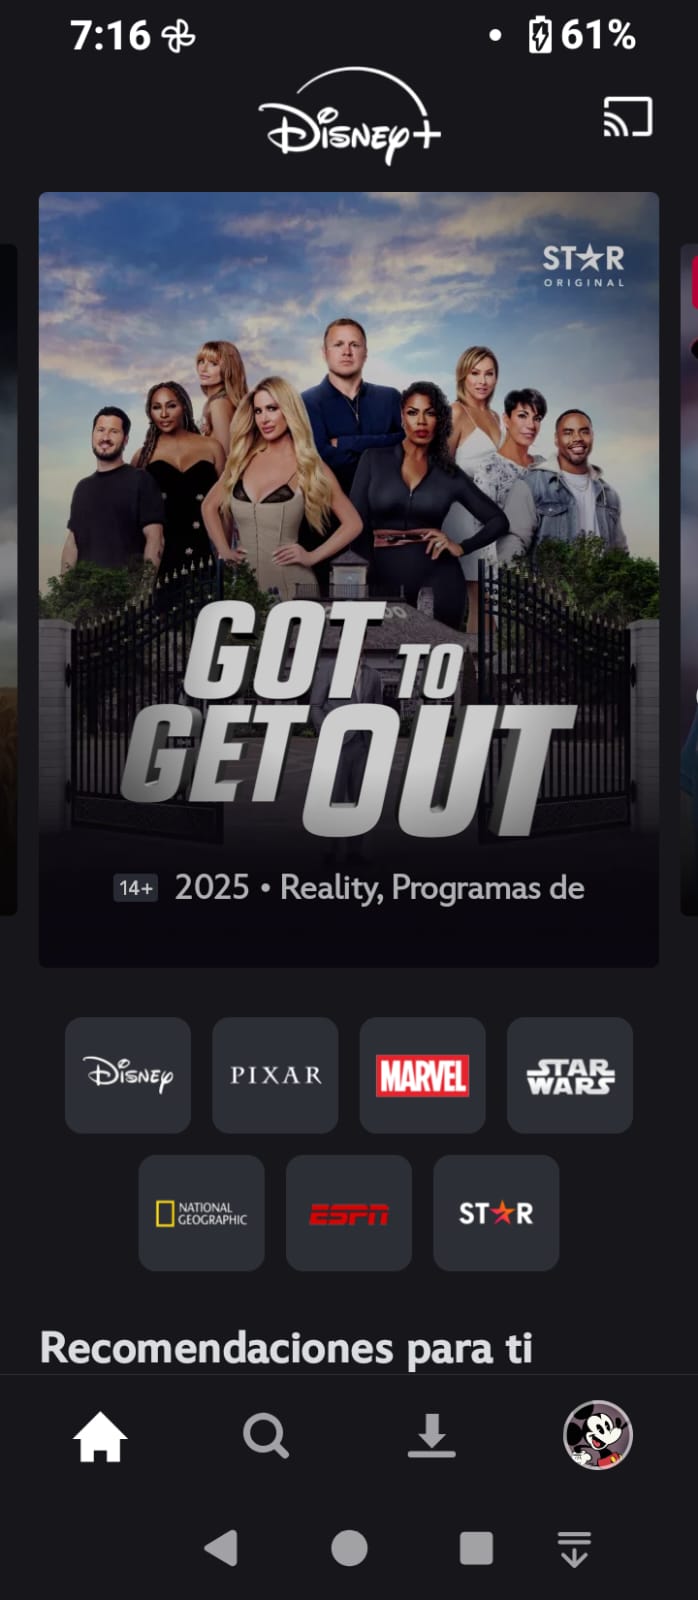 7:16
61%
Disney+
STAR
ORIGINAL
GOT TO
GET OUT
14+ 2025 • Reality, Programas de
Disney
PIXAR
MARVEL
STAR
WARS
NATIONAL
GEOGRAPHIC
ESPN
STAR
Recomendaciones para ti